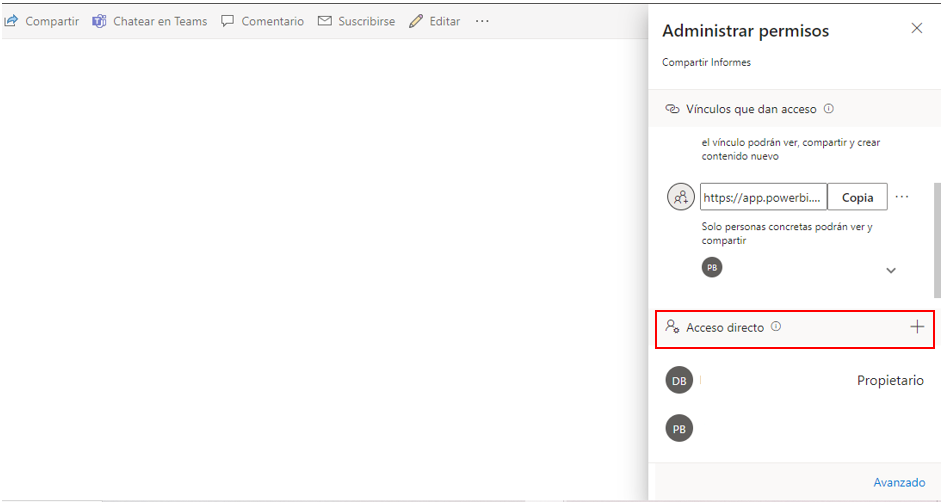 Compartir Chatear en Teams Comentario Suscribirse Editar ...
Administrar permisos
Compartir Informes
Vínculos que dan acceso
el vínculo podrán ver, compartir y crear
contenido nuevo
https://app.powerbi.... Copia ...
Solo personas concretas podrán ver y
compartir
PB
Acceso directo
DB Propietario
PB
Avanzado